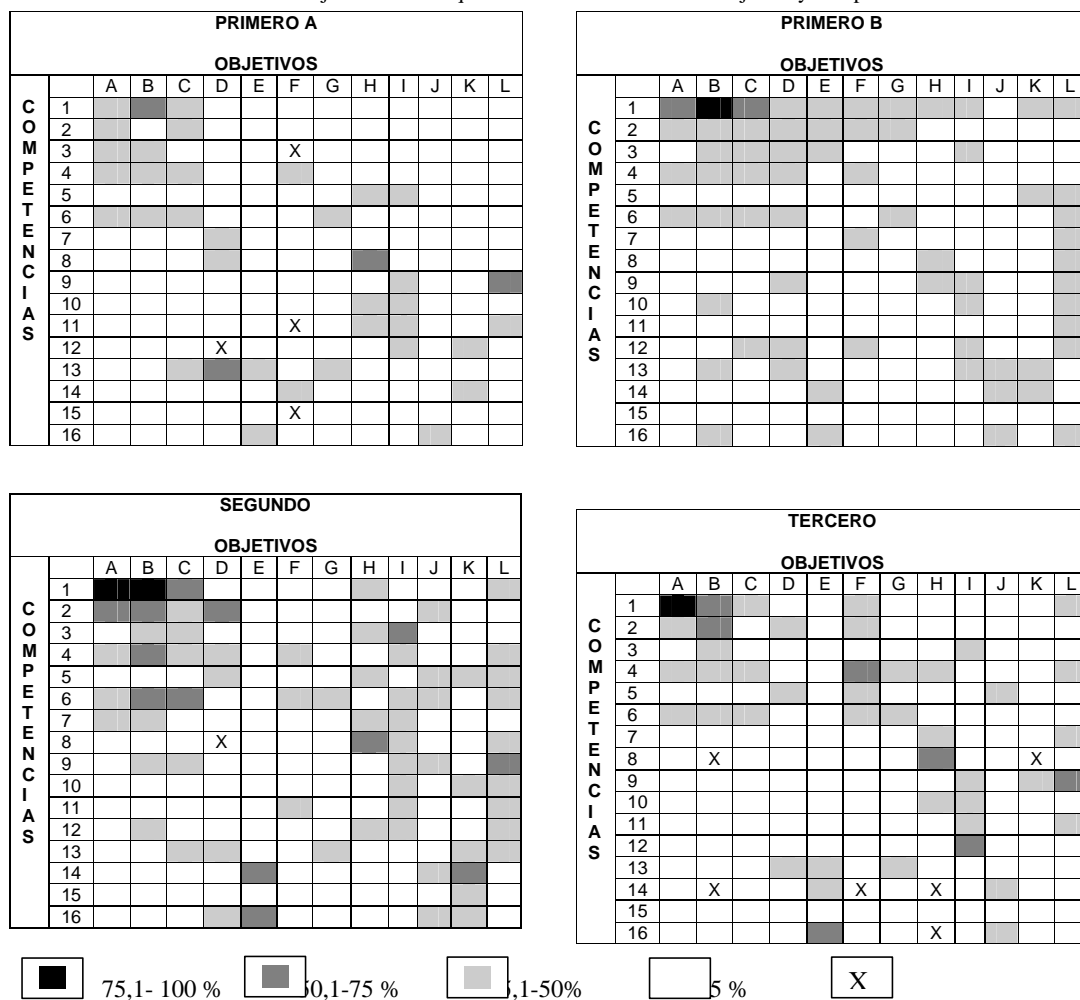 PRIMERO A
OBJETIVOS
A B C D E F G H I J K L
COMPETENCIAS
1
2
3 X
4
5
6
7
8
9
10
11 X
12 X
13
14
15 X
16
PRIMERO B
OBJETIVOS
A B C D E F G H I J K L
COMPETENCIAS
1
2
3
4
5
6
7
8
9
10
11
12
13
14
15
16
SEGUNDO
OBJETIVOS
A B C D E F G H I J K L
COMPETENCIAS
1
2
3
4
5
6
7
8 X
9
10
11
12
13
14
15
16
TERCERO
OBJETIVOS
A B C D E F G H I J K L
COMPETENCIAS
1
2
3
4
5
6
7
8 X X
9
10
11
12
13
14 X X X
15
16 X
75,1- 100 % 0,1-75 % ,1-50% 5 % X